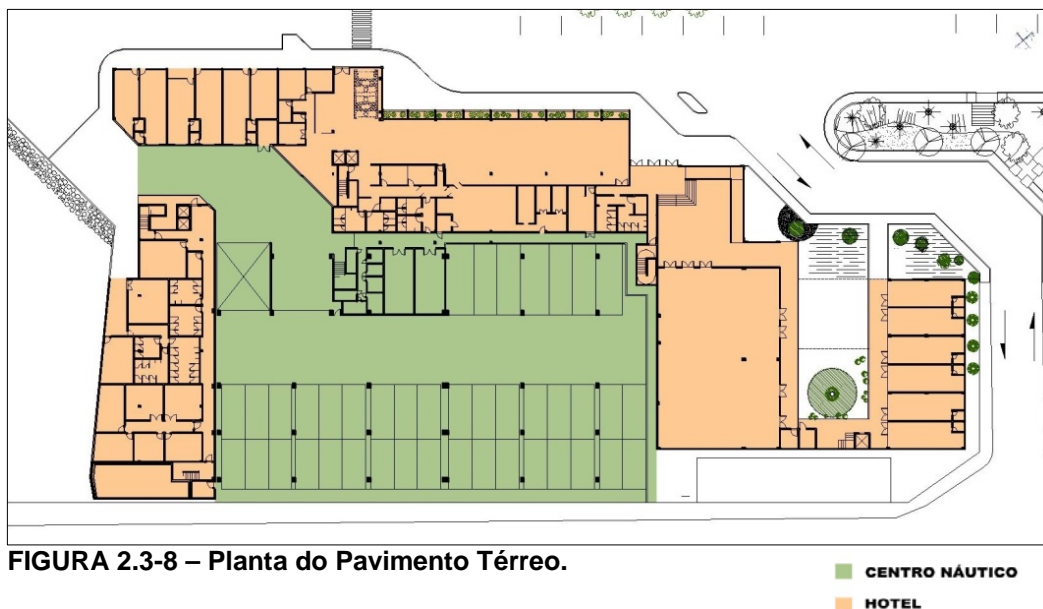 FIGURA 2.3-8 – Planta do Pavimento Térreo.
CENTRO NÁUTICO
HOTEL